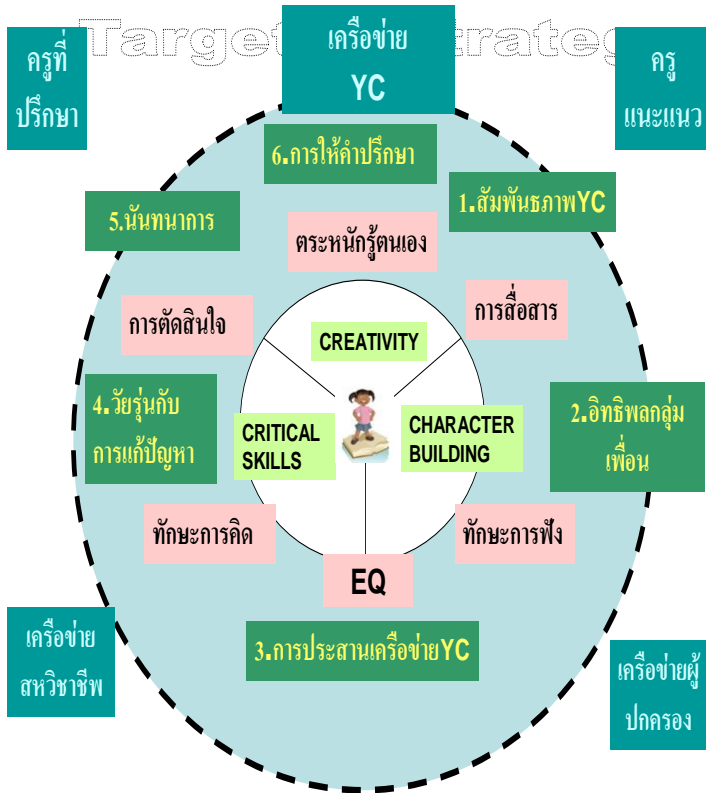 Target
trateg
เครือข่าย
YC
ครูที่
ปรึกษา
ครู
แนะแนว
6.การให้คำปรึกษา
1.สัมพันธภาพYC
5.นันทนาการ
ตระหนักรู้ตนเอง
การสื่อสาร
การตัดสินใจ
CREATIVITY
4.วัยรุ่นกับ
การแก้ปัญหา
2.อิทธิพลกลุ่ม
เพื่อน
CRITICAL
SKILLS
CHARACTER
BUILDING
ทักษะการคิด
ทักษะการฟัง
EQ
3.การประสานเครือข่ายYC
เครือข่าย
สหวิชาชีพ
เครือข่ายผู้
ปกครอง